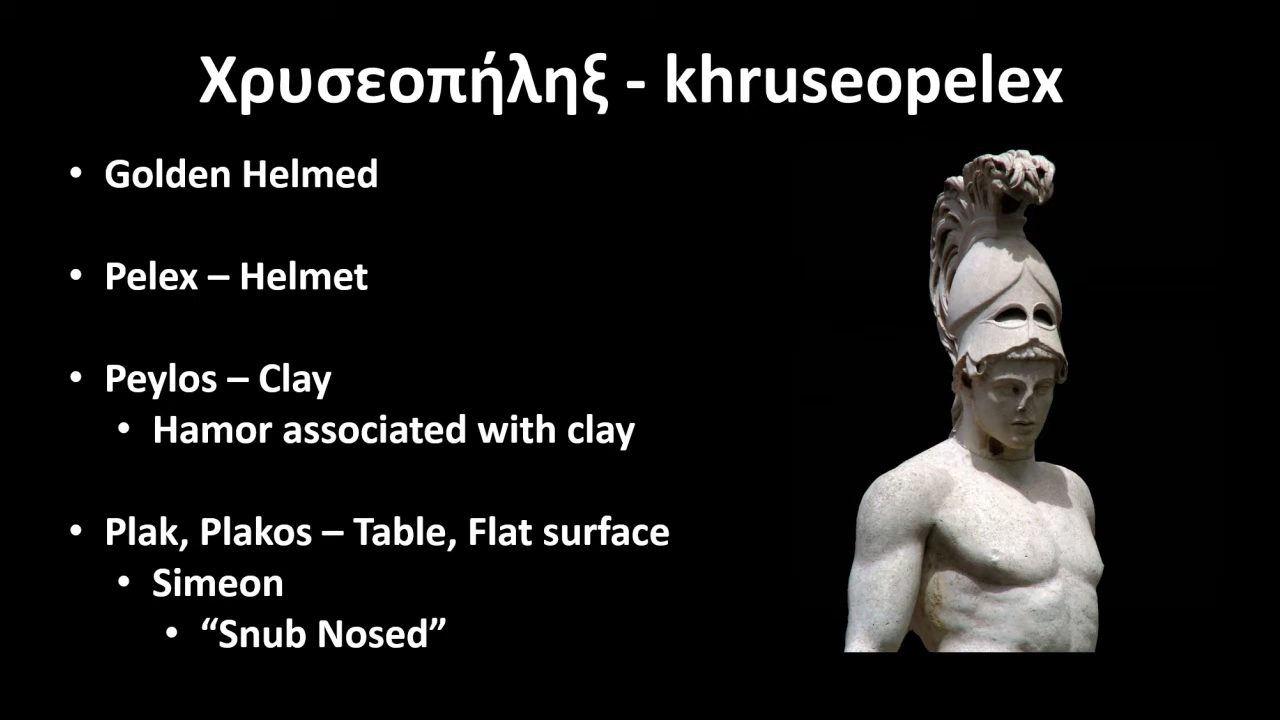 Χρυσεοπήληξ - khruseopelex
• Golden Helmed
• Pelex – Helmet
• Peylos – Clay
• Hamor associated with clay
• Plak, Plakos – Table, Flat surface
• Simeon
• “Snub Nosed”